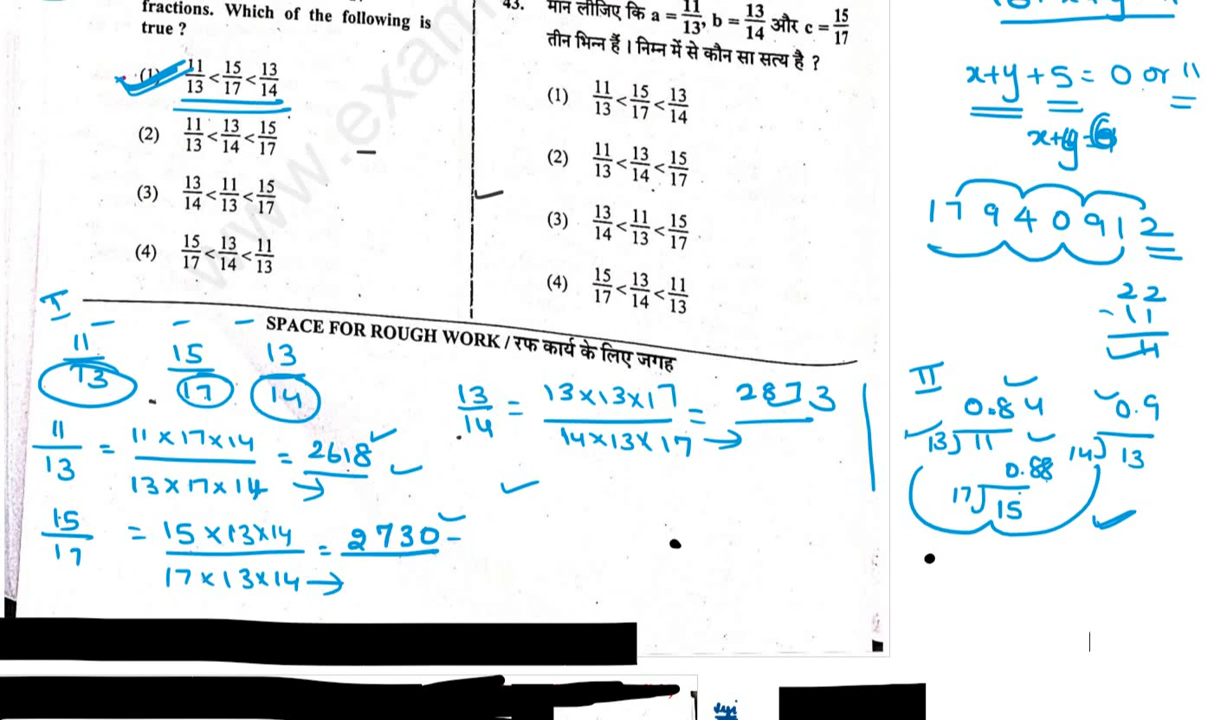 fractions. Which of the following is
true ?
(1) 11/13 < 15/17 < 13/14
(2) 11/13 < 13/14 < 15/17
(3) 13/14 < 11/13 < 15/17
(4) 15/17 < 13/14 < 11/13
43. मान लीजिए कि a = 11/13, b = 13/14 और c = 15/17
तीन भिन्न हैं । निम्न में से कौन सा सत्य है ?
(1) 11/13 < 15/17 < 13/14
(2) 11/13 < 13/14 < 15/17
(3) 13/14 < 11/13 < 15/17
(4) 15/17 < 13/14 < 11/13
www.exam
SPACE FOR ROUGH WORK / रफ कार्य के लिए जगह
I
11/13 15/17 13/14
11/13 = 11×17×14 / 13×17×14 = 2618
15/17 = 15×13×14 / 17×13×14 = 2730
13/14 = 13×13×17 / 14×13×17 = 2873
x+y+5 = 0 or 11
17940912
22
-11
11
II
0.84
13) 11
0.9
14) 13
0.88
17) 15